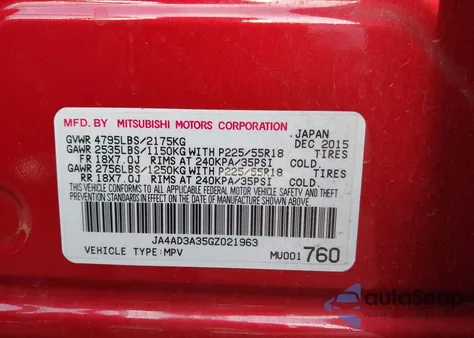 MFD. BY MITSUBISHI MOTORS CORPORATION JAPAN
GVWR 4795LBS/2175KG DEC 2015
GAWR 2535LBS/1150KG WITH P225/55R18 TIRES
FR 18X7.0J RIMS AT 240KPA/35PSI COLD.
GAWR 2756LBS/1250KG WITH P225/55R18 TIRES
RR 18X7.0J RIMS AT 240KPA/35PSI COLD.
THIS VEHICLE CONFORMS TO ALL APPLICABLE FEDERAL MOTOR VEHICLE SAFETY AND THEFT
PREVENTION STANDARDS IN EFFECT ON THE DATE OF MANUFACTURE SHOWN ABOVE.
JA4AD3A35GZ021963
VEHICLE TYPE:MPV MU001760
autoSnap